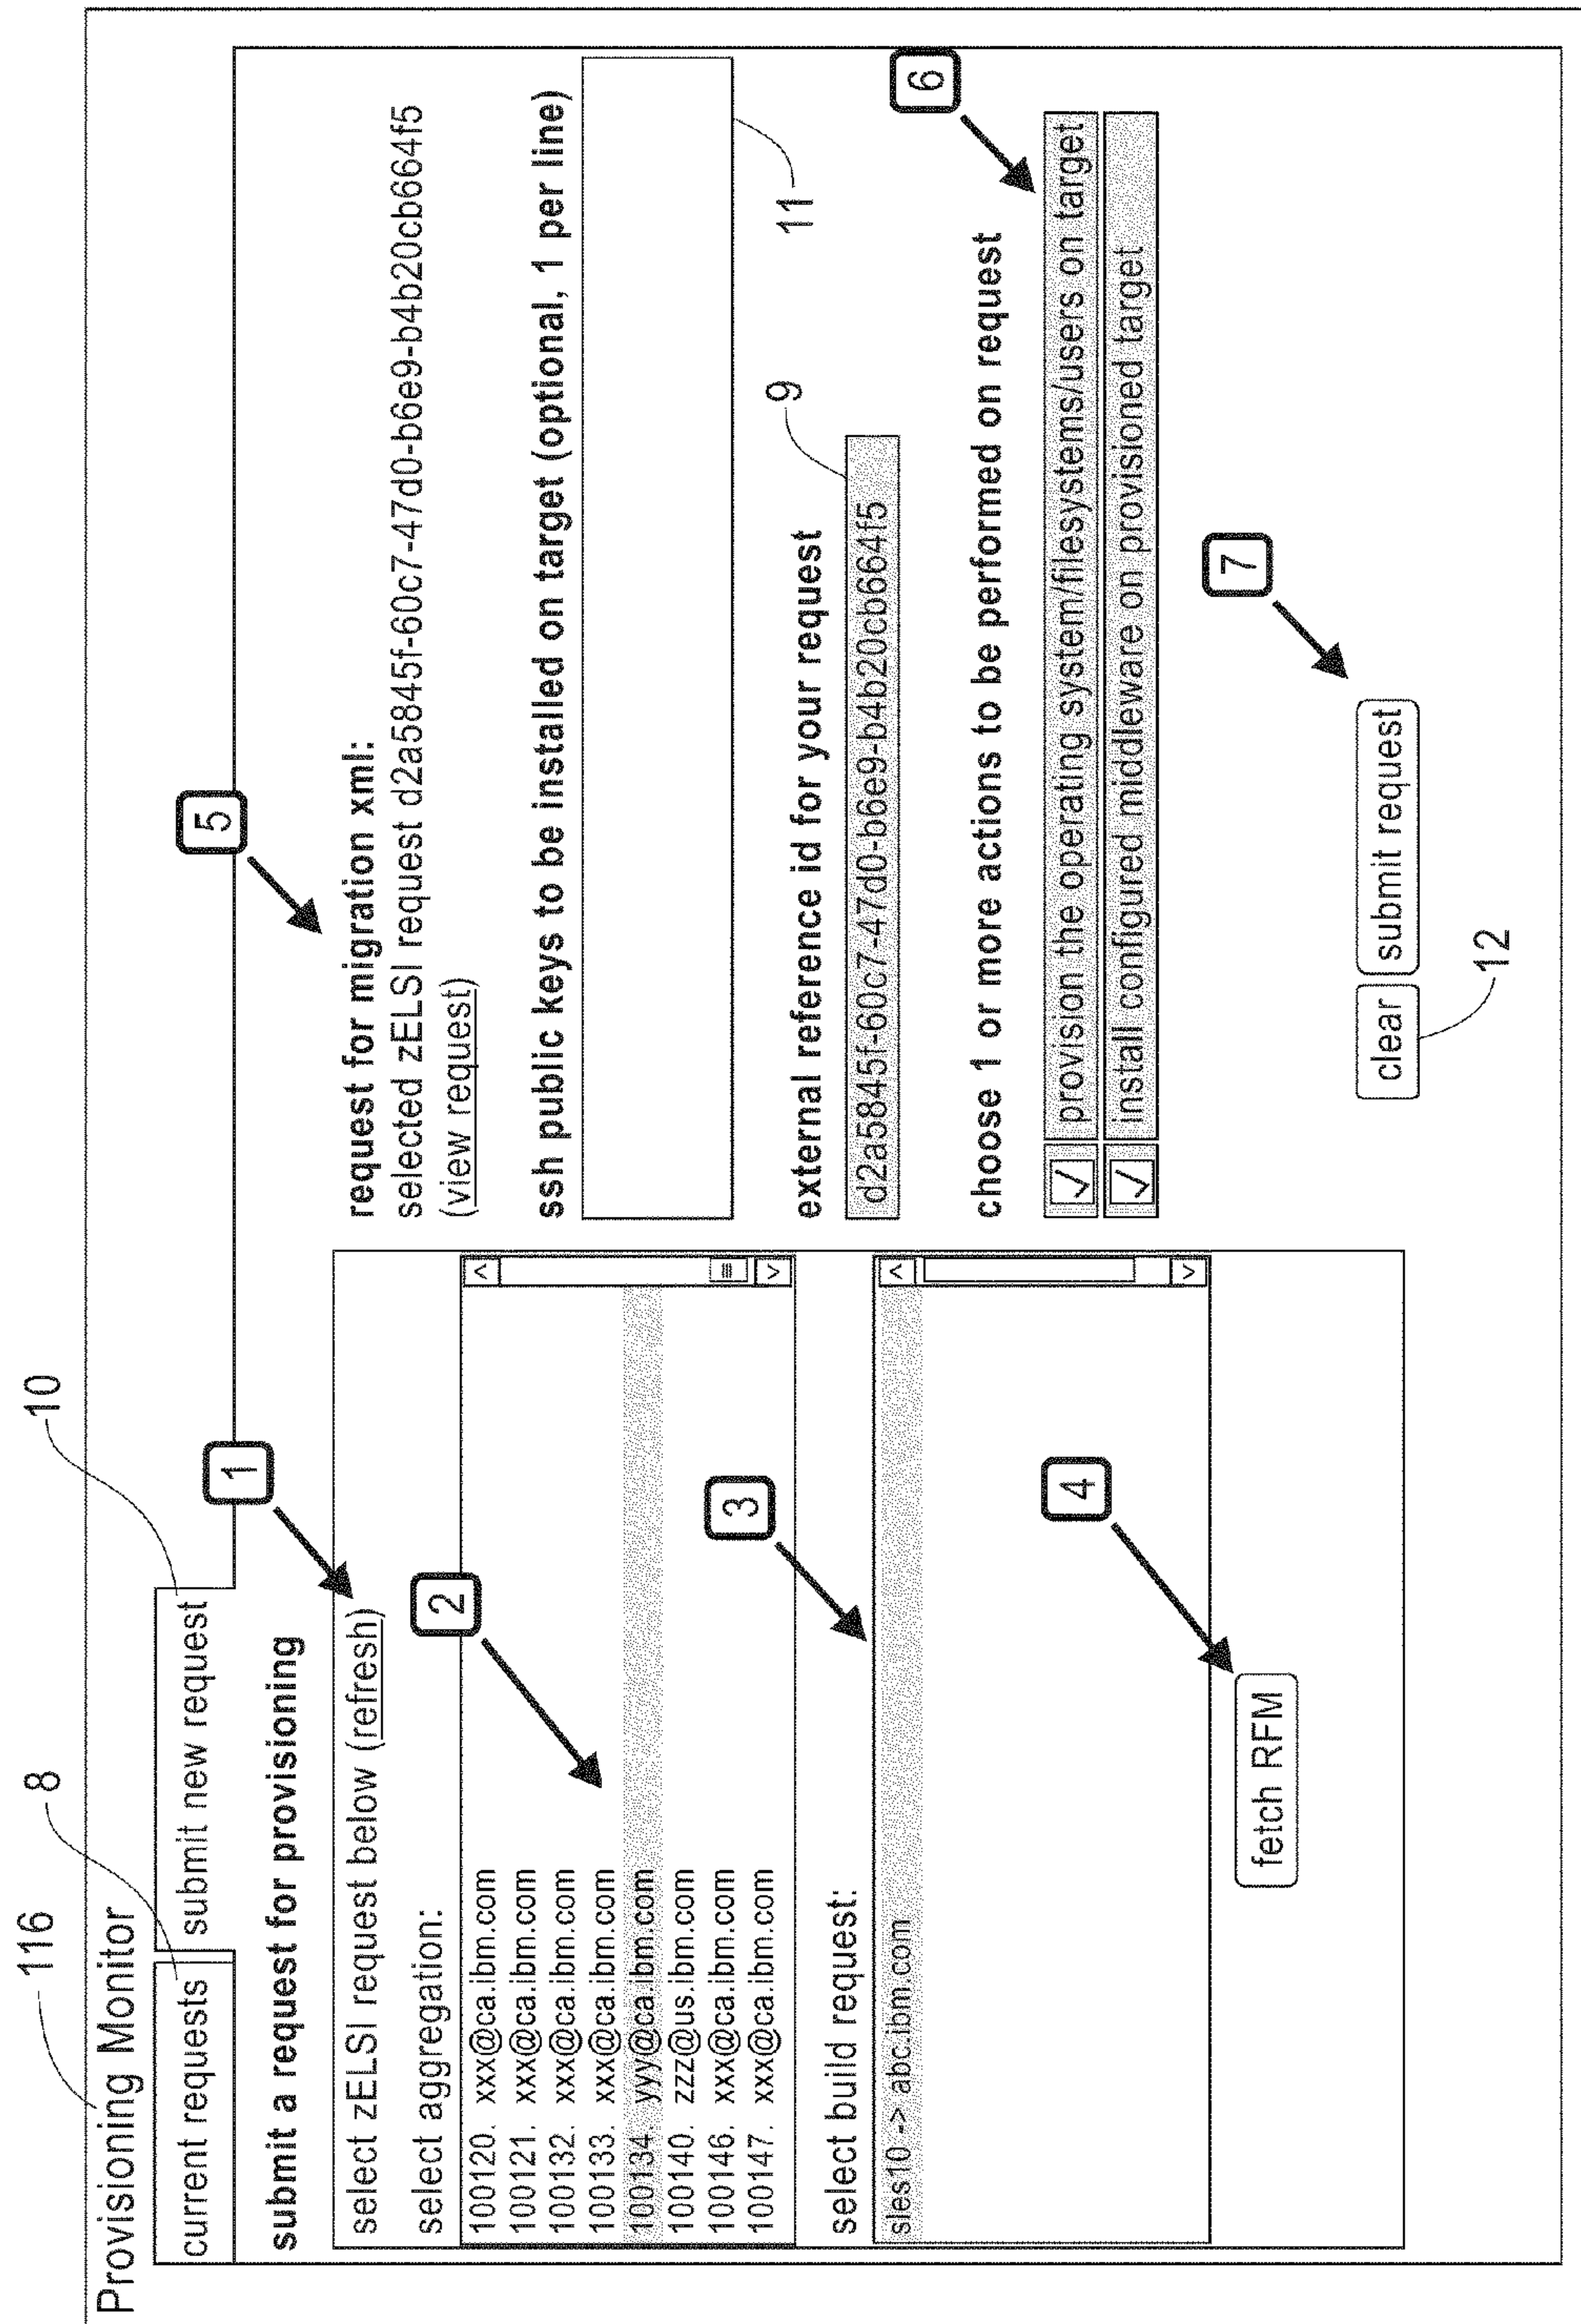 116
8
10
Provisioning Monitor
current requests
submit new request
submit a request for provisioning
1
select zELSI request below (refresh)
select aggregation:
2
100120. xxx@ca.ibm.com
100121. xxx@ca.ibm.com
100132. xxx@ca.ibm.com
100133. xxx@ca.ibm.com
100134. yyy@ca.ibm.com
100140. zzz@us.ibm.com
100146. xxx@ca.ibm.com
100147. xxx@ca.ibm.com
3
select build request:
sles10 -> abc.ibm.com
4
fetch RFM
5
request for migration xml:
selected zELSI request d2a5845f-60c7-47d0-b6e9-b4b20cb664f5
(view request)
ssh public keys to be installed on target (optional, 1 per line)
11
external reference id for your request
9
d2a5845f-60c7-47d0-b6e9-b4b20cb664f5
6
choose 1 or more actions to be performed on request
provision the operating system/filesystems/users on target
install configured middleware on provisioned target
7
clear
submit request
12